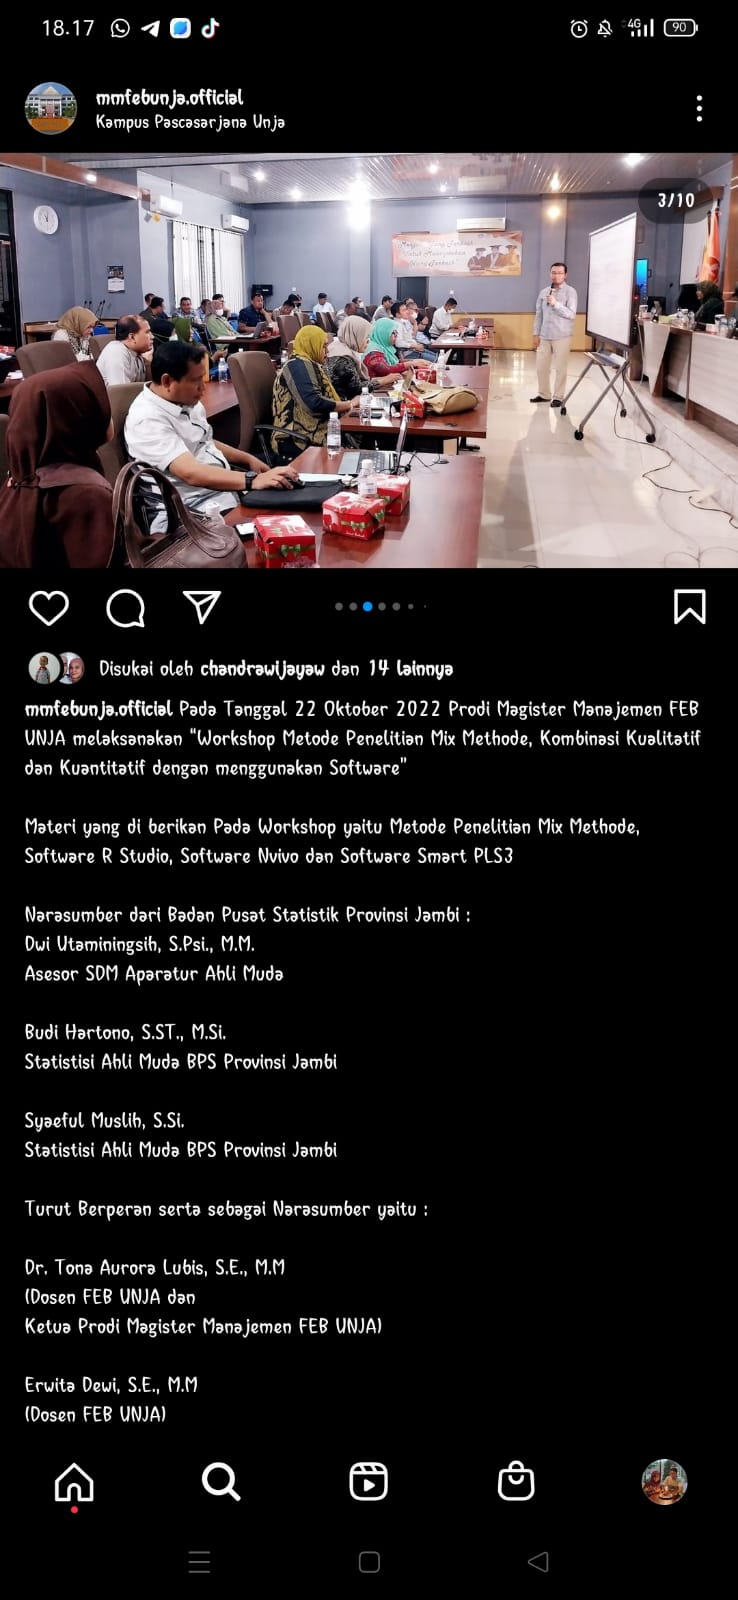 18.17
4G
90
mmfebunja.official
Kampus Pascasarjana Unja
3/10
Disukai oleh chandrawijayaw dan 14 lainnya
mmfebunja.official Pada Tanggal 22 Oktober 2022 Prodi Magister Manajemen FEB
UNJA melaksanakan “Workshop Metode Penelitian Mix Methode, Kombinasi Kualitatif
dan Kuantitatif dengan menggunakan Software”
Materi yang di berikan Pada Workshop yaitu Metode Penelitian Mix Methode,
Software R Studio, Software Nvivo dan Software Smart PLS3
Narasumber dari Badan Pusat Statistik Provinsi Jambi :
Dwi Utaminingsih, S.Psi., M.M.
Asesor SDM Aparatur Ahli Muda
Budi Hartono, S.ST., M.Si.
Statistisi Ahli Muda BPS Provinsi Jambi
Syaeful Muslih, S.Si.
Statistisi Ahli Muda BPS Provinsi Jambi
Turut Berperan serta sebagai Narasumber yaitu :
Dr. Tona Aurora Lubis, S.E., M.M
(Dosen FEB UNJA dan
Ketua Prodi Magister Manajemen FEB UNJA)
Erwita Dewi, S.E., M.M
(Dosen FEB UNJA)